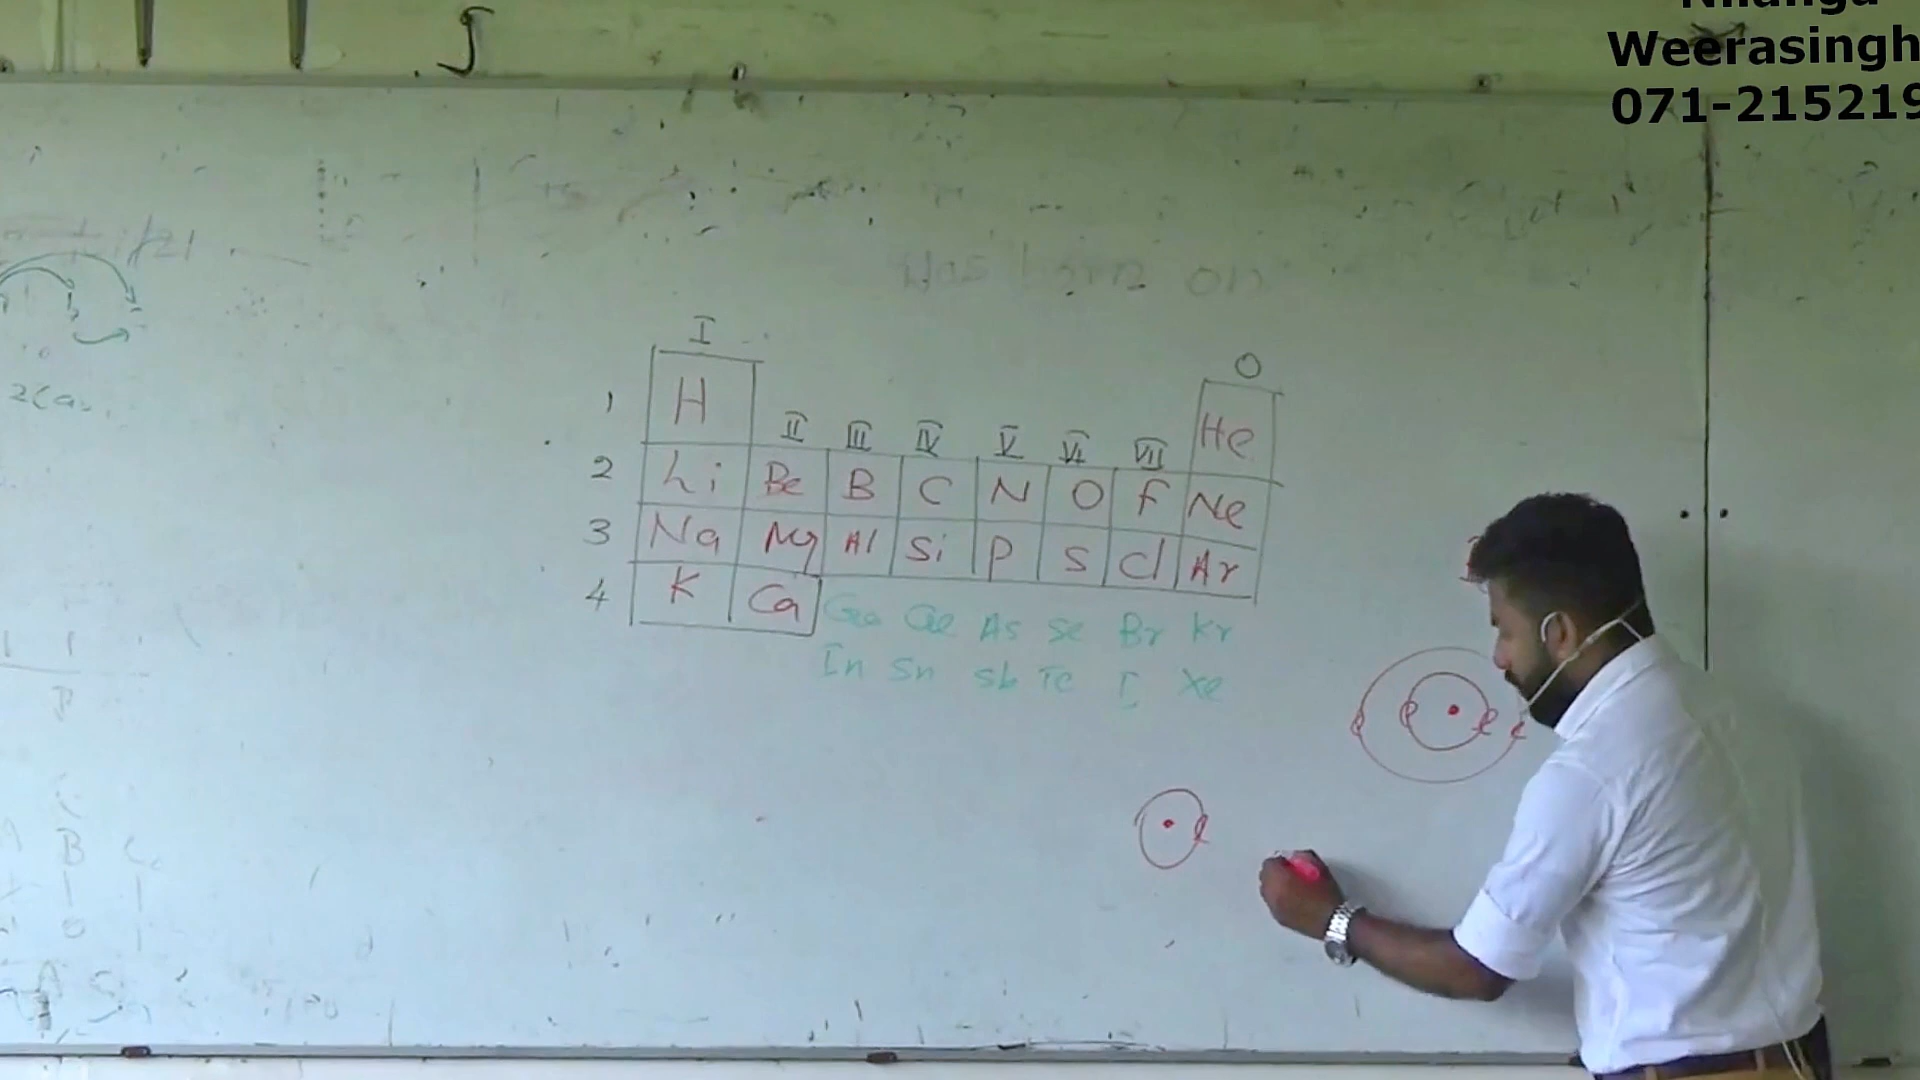 Nilanga
Weerasingh
071-215219
I
O
1 H II III IV V VI VII He
2 Li Be B C N O F Ne
3 Na Mg Al Si P S Cl Ar
4 K Ca Ga Ge As Se Br Kr
In Sn Sb Te I Xe
e e e e
e
B